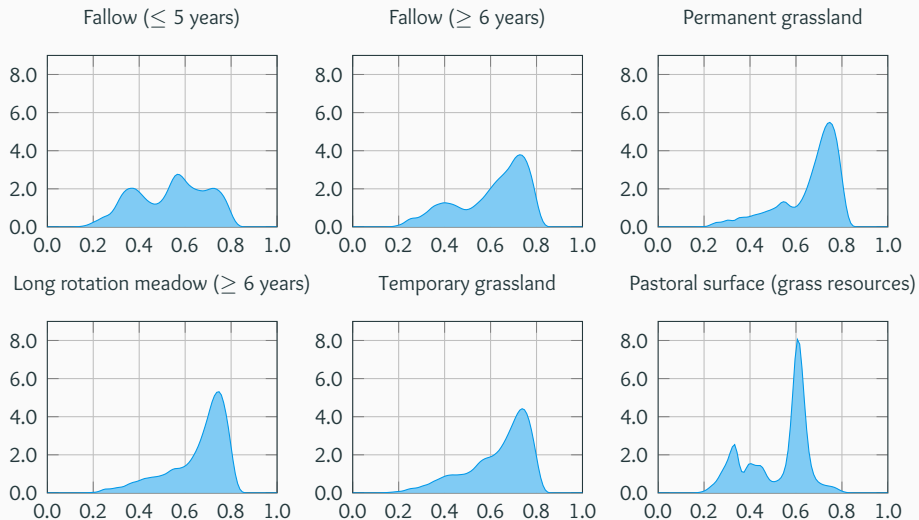 Fallow (≤ 5 years) Fallow (≥ 6 years) Permanent grassland
8.0 8.0 8.0
6.0 6.0 6.0
4.0 4.0 4.0
2.0 2.0 2.0
0.0 0.0 0.0
0.0 0.2 0.4 0.6 0.8 1.0 0.0 0.2 0.4 0.6 0.8 1.0 0.0 0.2 0.4 0.6 0.8 1.0
Long rotation meadow (≥ 6 years) Temporary grassland Pastoral surface (grass resources)
8.0 8.0 8.0
6.0 6.0 6.0
4.0 4.0 4.0
2.0 2.0 2.0
0.0 0.0 0.0
0.0 0.2 0.4 0.6 0.8 1.0 0.0 0.2 0.4 0.6 0.8 1.0 0.0 0.2 0.4 0.6 0.8 1.0